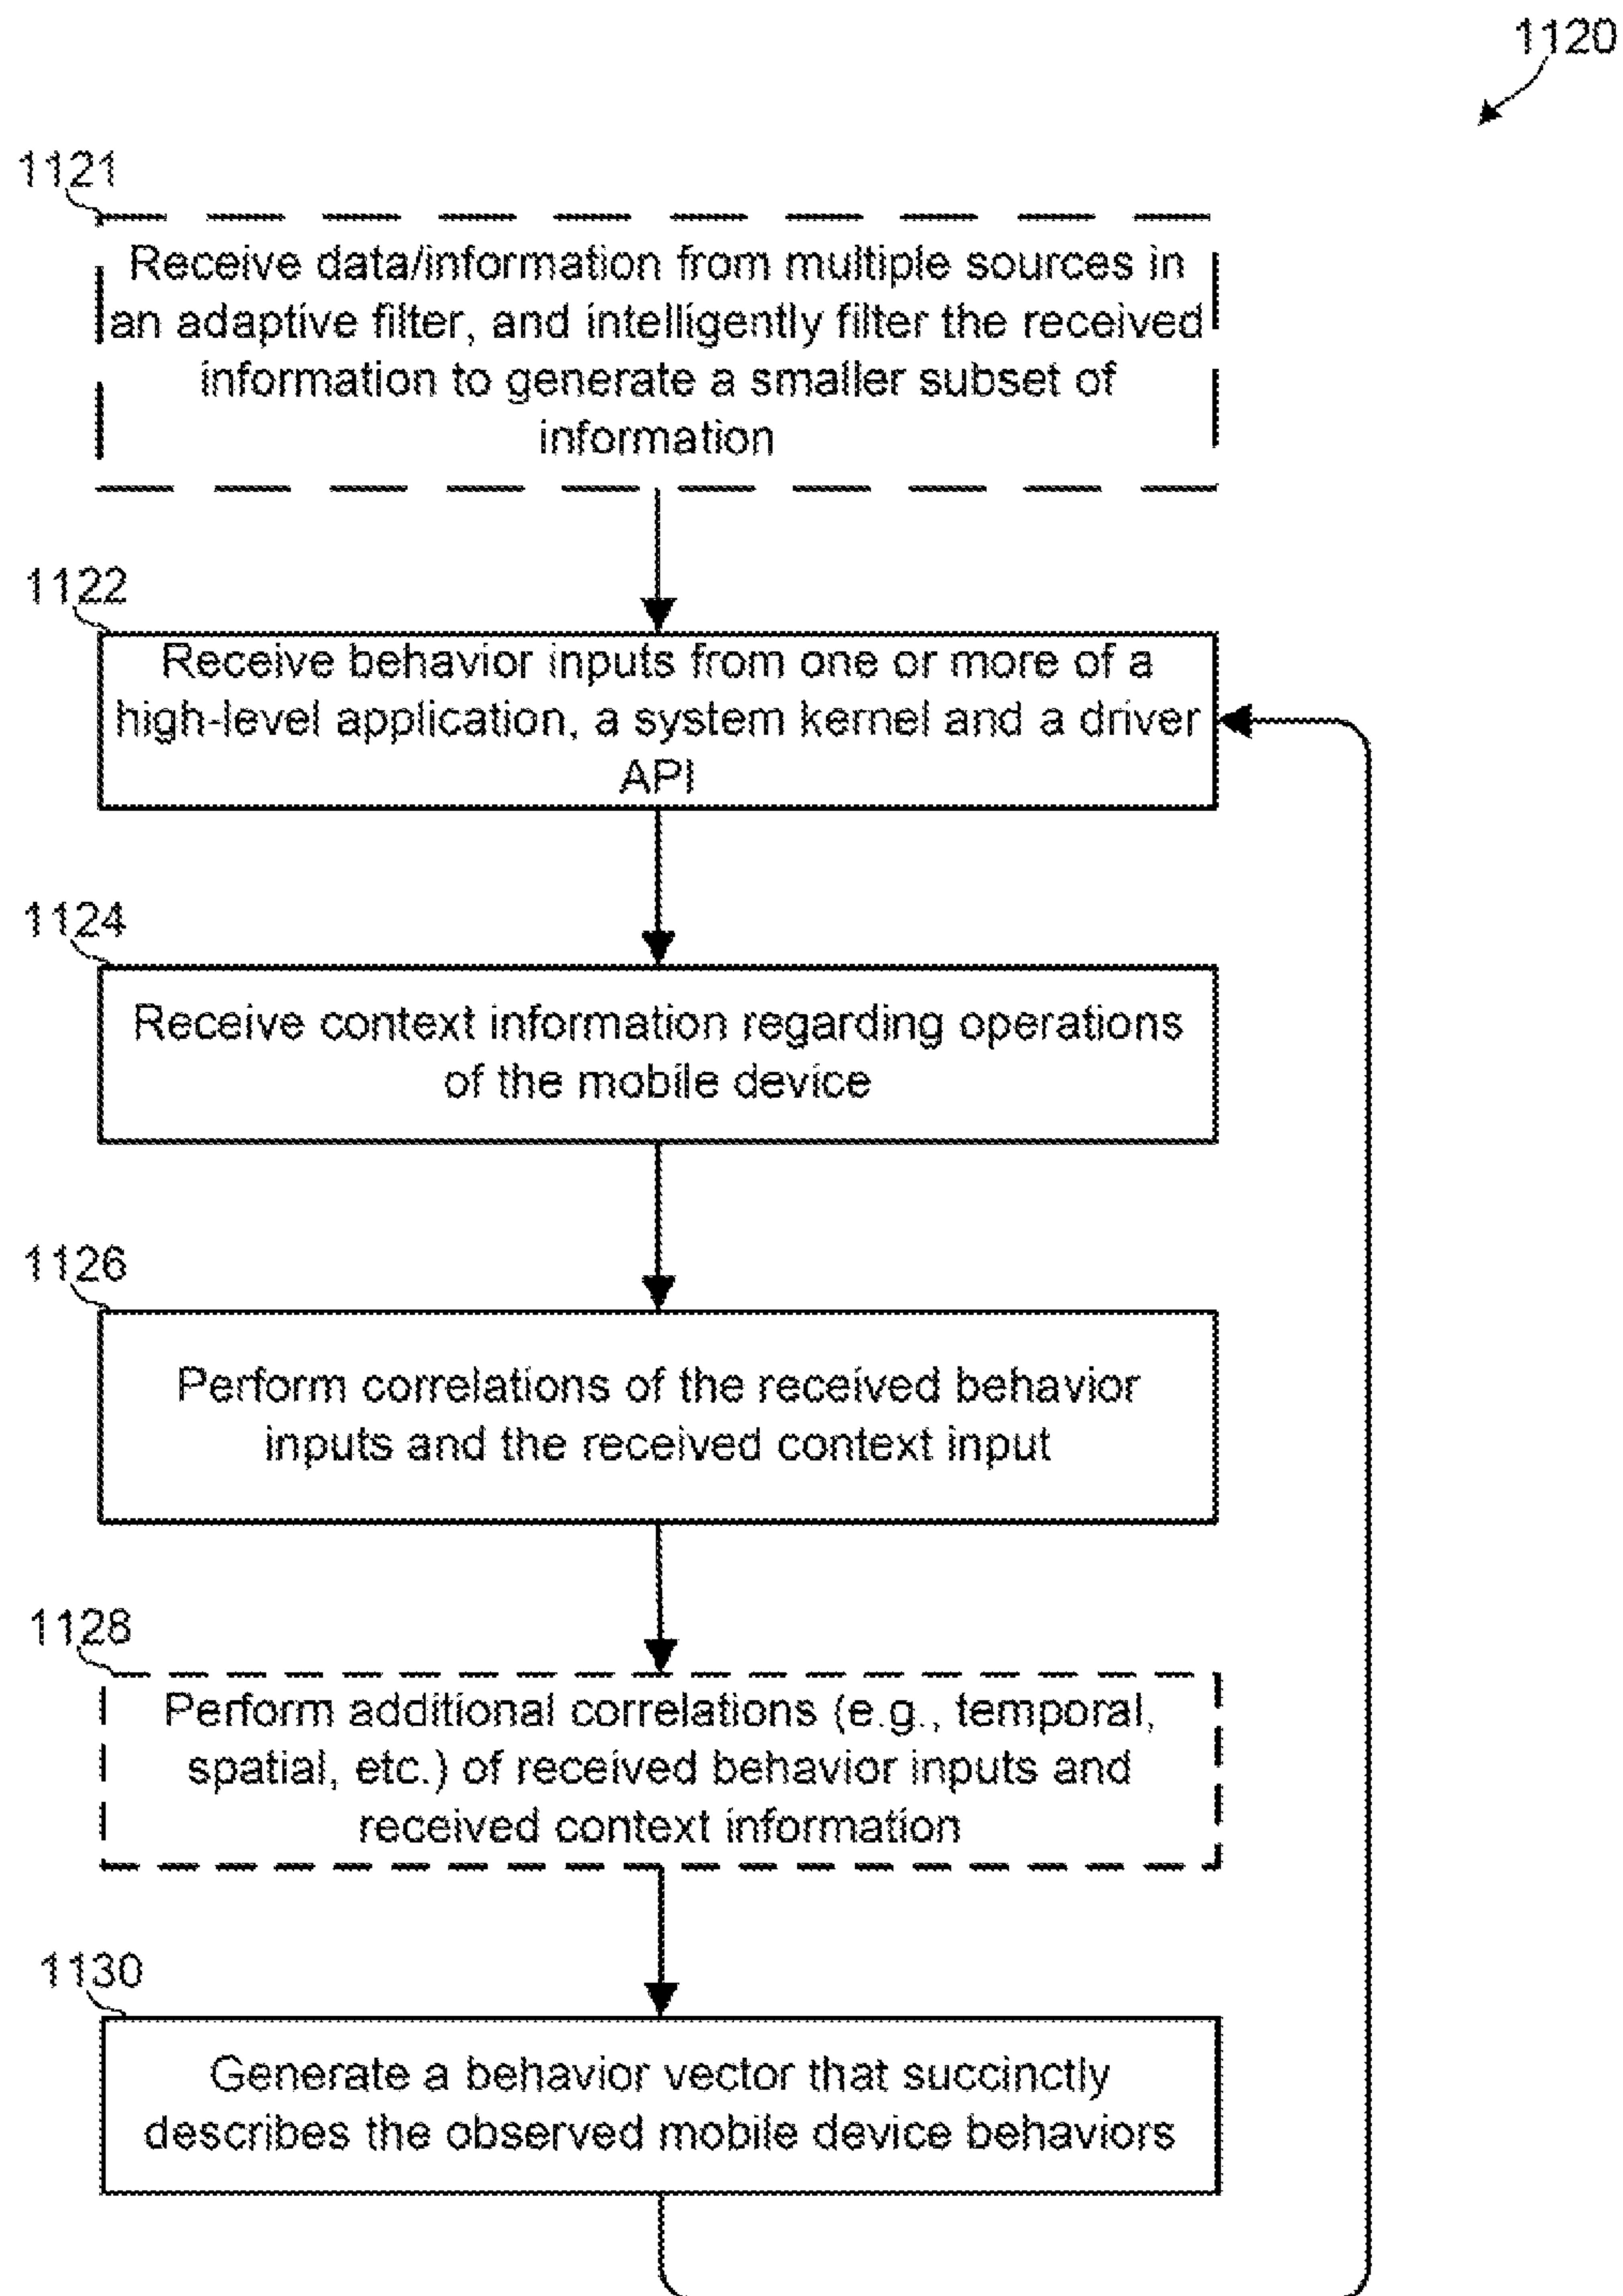 1120
1121
Receive data/information from multiple sources in
an adaptive filter, and intelligently filter the received
information to generate a smaller subset of
information
1122
Receive behavior inputs from one or more of a
high-level application, a system kernel and a driver
API
1124
Receive context information regarding operations
of the mobile device
1126
Perform correlations of the received behavior
inputs and the received context input
1128
Perform additional correlations (e.g., temporal,
spatial, etc.) of received behavior inputs and
received context information
1130
Generate a behavior vector that succinctly
describes the observed mobile device behaviors